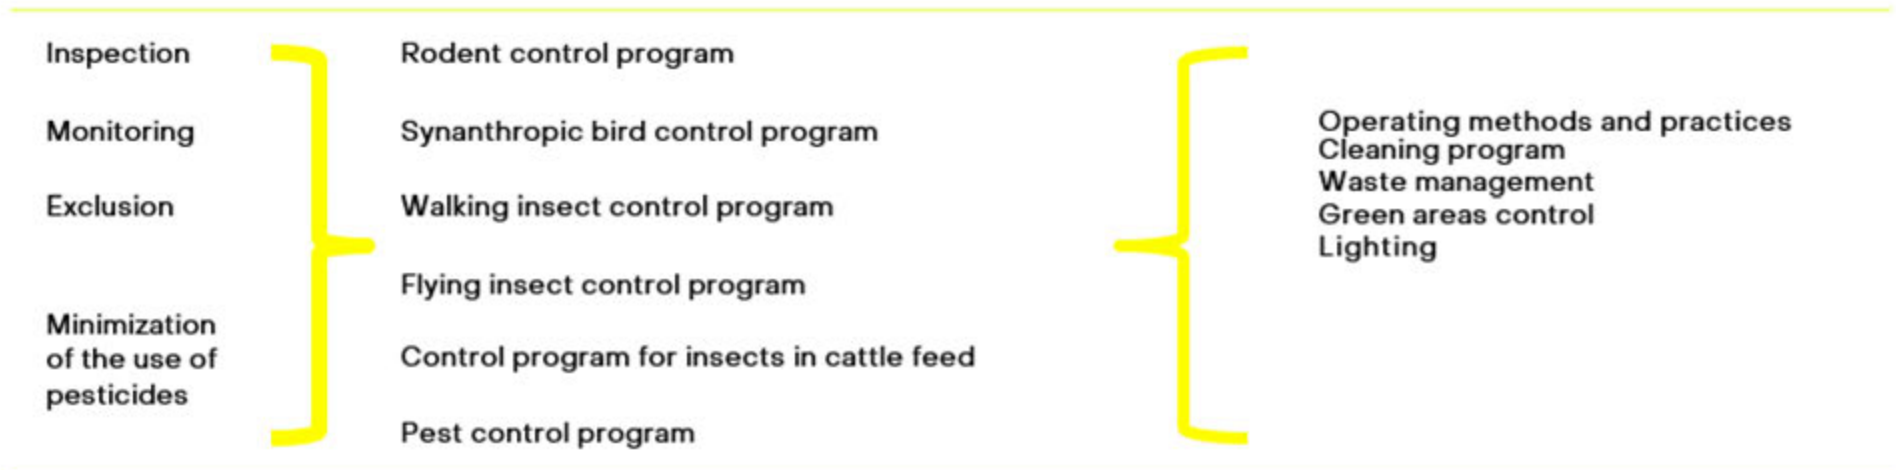 Inspection
Monitoring
Exclusion
Minimization
of the use of
pesticides
Rodent control program
Synanthropic bird control program
Walking insect control program
Flying insect control program
Control program for insects in cattle feed
Pest control program
Operating methods and practices
Cleaning program
Waste management
Green areas control
Lighting